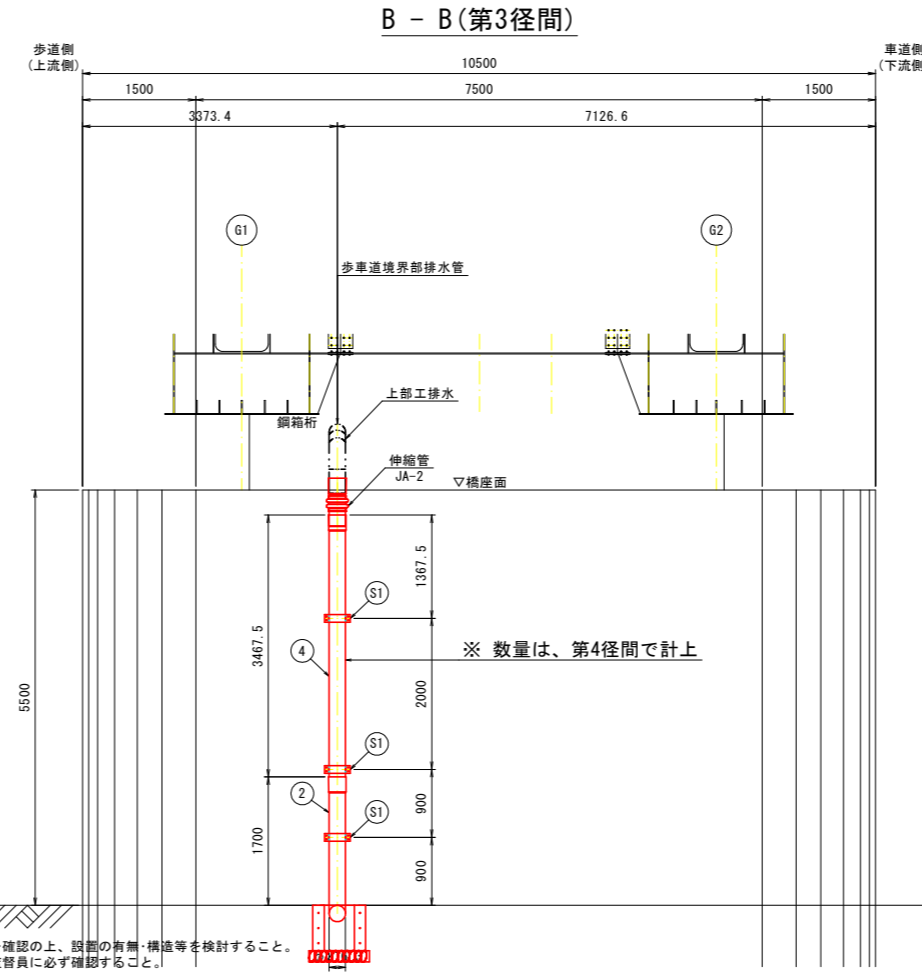 B - B(第3径間)
歩道側
(上流側)
車道側
(下流側
10500
1500
7500
1500
3373.4
7126.6
G1
G2
歩車道境界部排水管
上部工排水
鋼箱桁
伸縮管
JA-2
▽橋座面
1367.5
S1
3467.5
4
※ 数量は、第4径間で計上
2000
5500
S1
2
900
S1
1700
900
確認の上、設置の有無・構造等を検討すること。
督員に必ず確認すること。